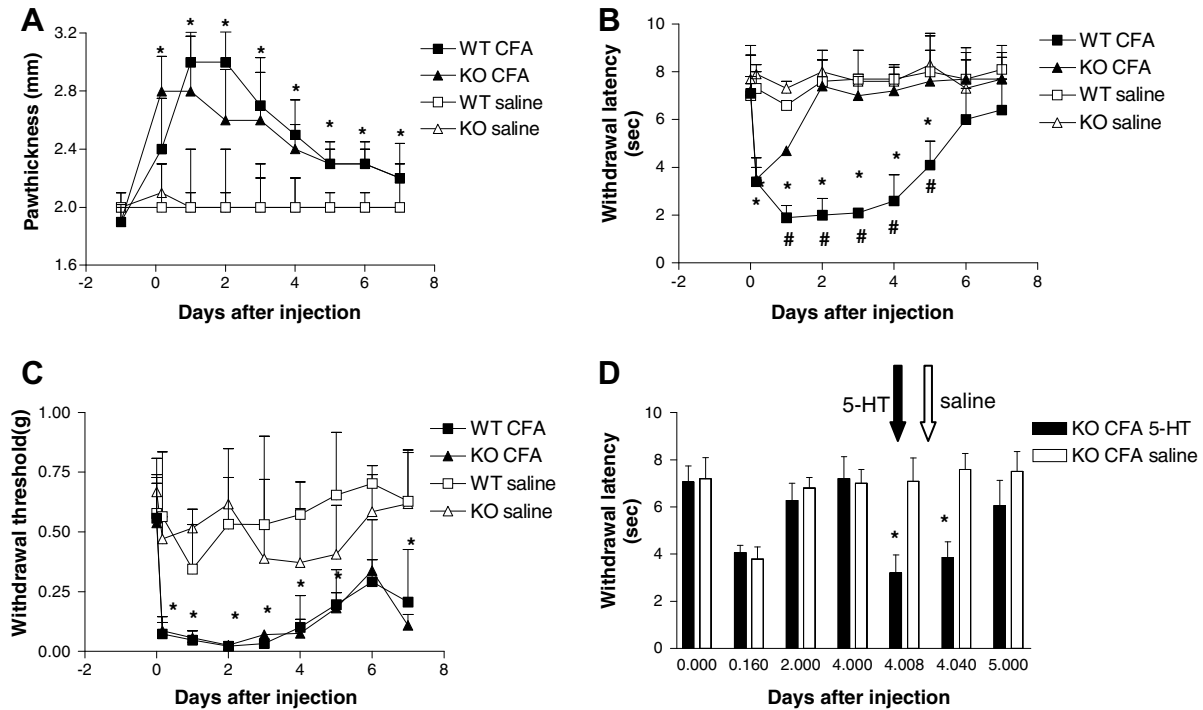 A
3.2
2.8
2.4
2.0
1.6
Pawthickness (mm)
*
*
*
*
*
*
*
*
WT CFA
KO CFA
WT saline
KO saline
-2
0
2
4
6
8
Days after injection
B
10
8
6
4
2
0
Withdrawal latency
(sec)
*
*
*
*
*
*
#
#
#
#
#
WT CFA
KO CFA
WT saline
KO saline
-2
0
2
4
6
8
Days after injection
C
1.00
0.75
0.50
0.25
0.00
Withdrawal threshold(g)
*
*
*
*
*
*
*
WT CFA
KO CFA
WT saline
KO saline
-2
0
2
4
6
8
Days after injection
D
5-HT
saline
10
8
6
4
2
0
Withdrawal latency
(sec)
*
*
KO CFA 5-HT
KO CFA saline
0.000 0.160 2.000 4.000 4.008 4.040 5.000
Days after injection